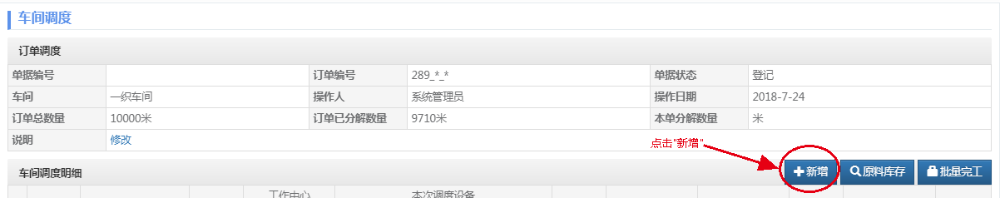 车间调度
订单调度
单据编号 订单编号 289_*_* 单据状态 登记
车间 一织车间 操作人 系统管理员 操作日期 2018-7-24
订单总数量 10000米 订单已分解数量 9710米 本单分解数量 米
说明 修改 点击"新增"
车间调度明细 新增 原料库存 批量完工
工作中心 本次调度设备